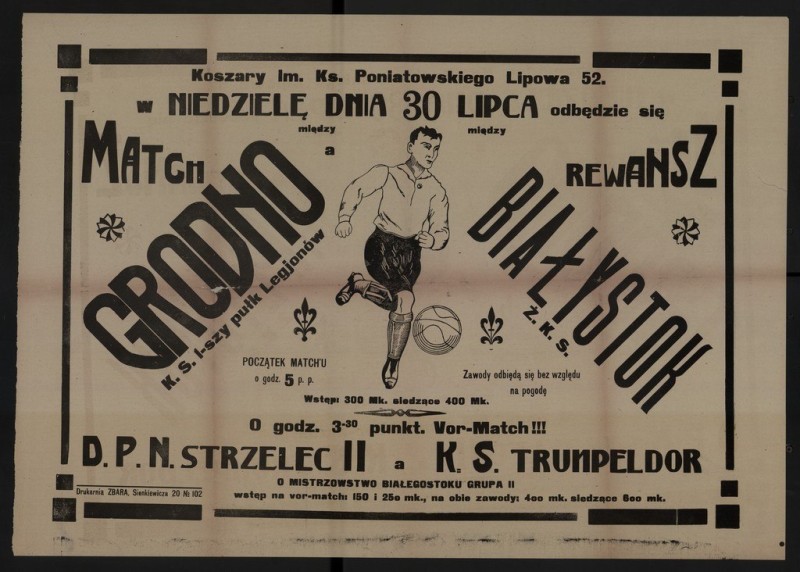 Koszary Im. Ks. Poniatowskiego Lipowa 52.
w NIEDZIELĘ DNIA 30 LIPCA odbędzie się
między
między
MATCH
a
REWANSZ
GRODNO
K. S. I-szy pułk Legjonów
BIAŁYSTOK
Ż. K. S.
POCZĄTEK MATCH'U
o godz. 5 p. p.
Zawody odbędą się bez względu
na pogodę
Wstęp: 300 Mk. siedzące 400 Mk.
O godz. 3-30 punkt. Vor-Match!!!
D. P. N. STRZELEC II a K. S. TRUMPELDOR
O MISTRZOWSTWO BIAŁEGOSTOKU GRUPA II
Drukarnia ZBARA, Sienkiewicza 20 № 102
wstęp na vor-match: 150 i 250 mk., na obie zawody: 400 mk. siedzące 600 mk.